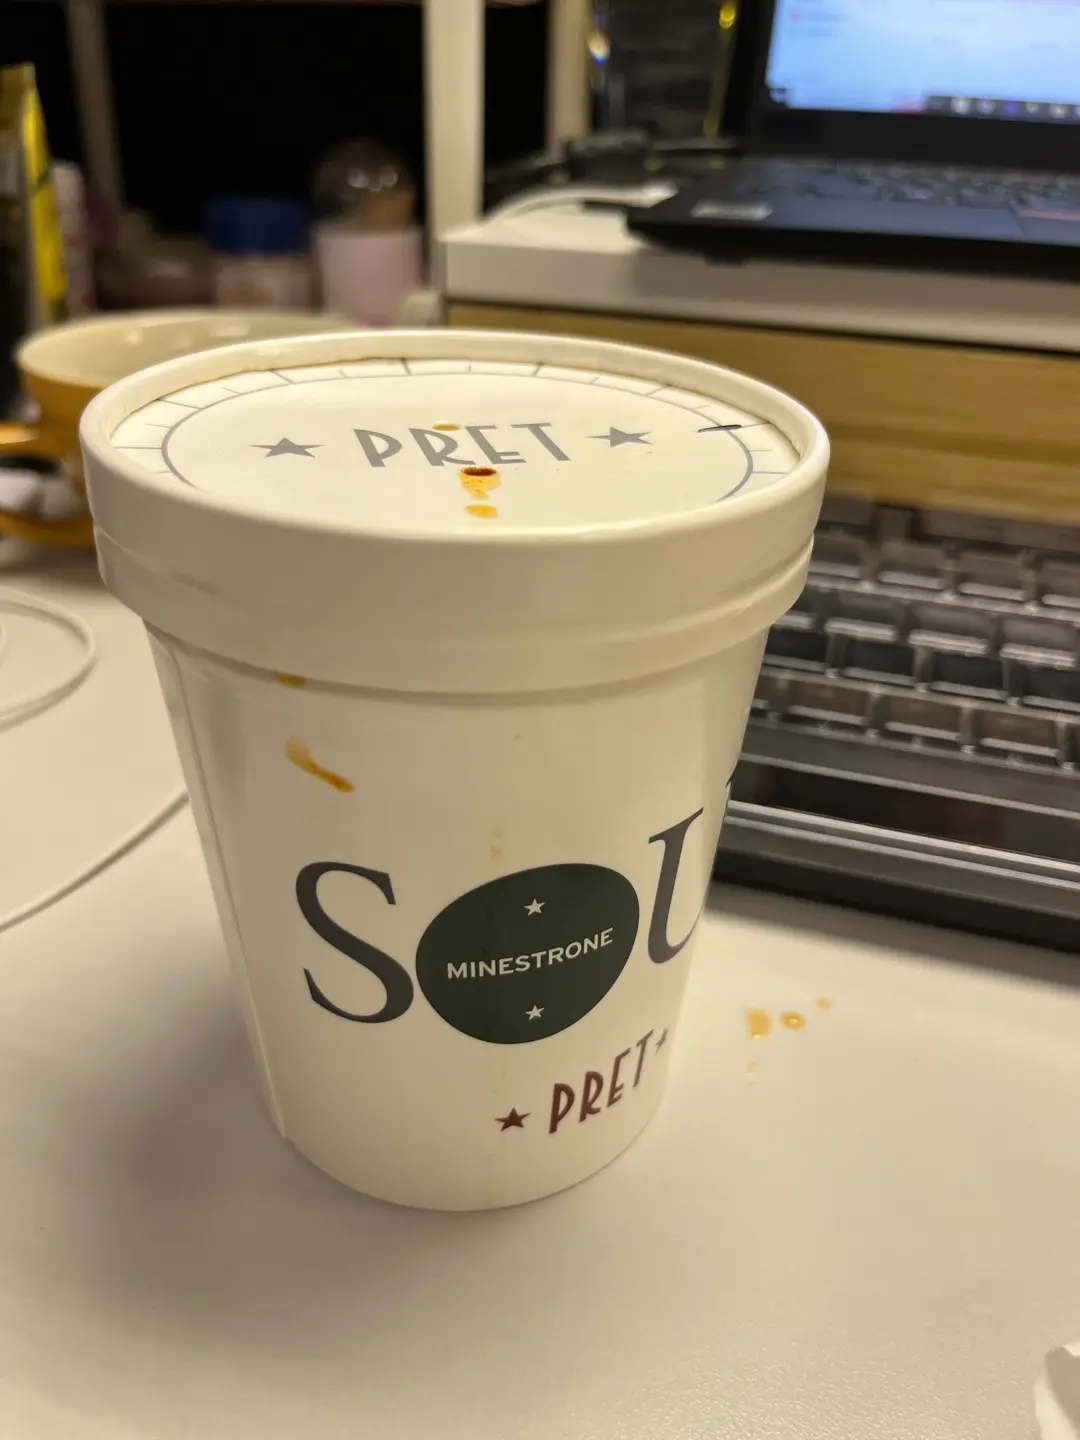 ★ PRET ★
SOU
★
MINESTRONE
★
★ PRET ★